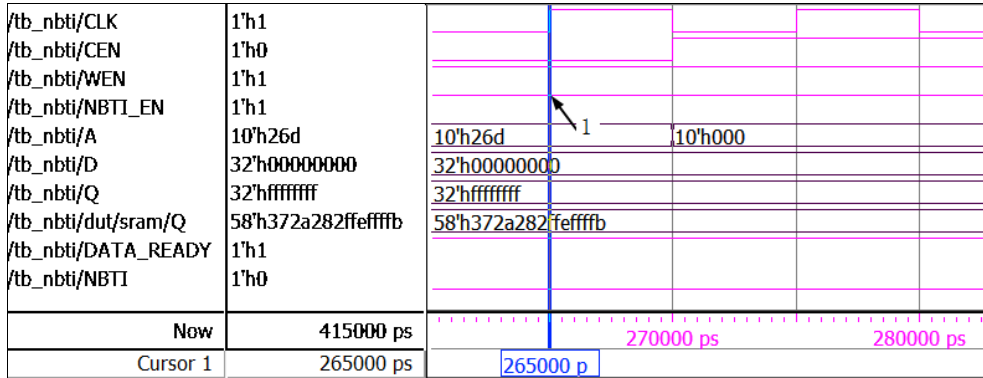 /tb_nbti/CLK 1'h1
/tb_nbti/CEN 1'h0
/tb_nbti/WEN 1'h1
/tb_nbti/NBTI_EN 1'h1
1
/tb_nbti/A 10'h26d 10'h26d 10'h000
/tb_nbti/D 32'h00000000 32'h00000000
/tb_nbti/Q 32'hffffffff 32'hffffffff
/tb_nbti/dut/sram/Q 58'h372a282ffeffffb 58'h372a282ffeffffb
/tb_nbti/DATA_READY 1'h1
/tb_nbti/NBTI 1'h0
Now 415000 ps 270000 ps 280000 ps
Cursor 1 265000 ps 265000 p